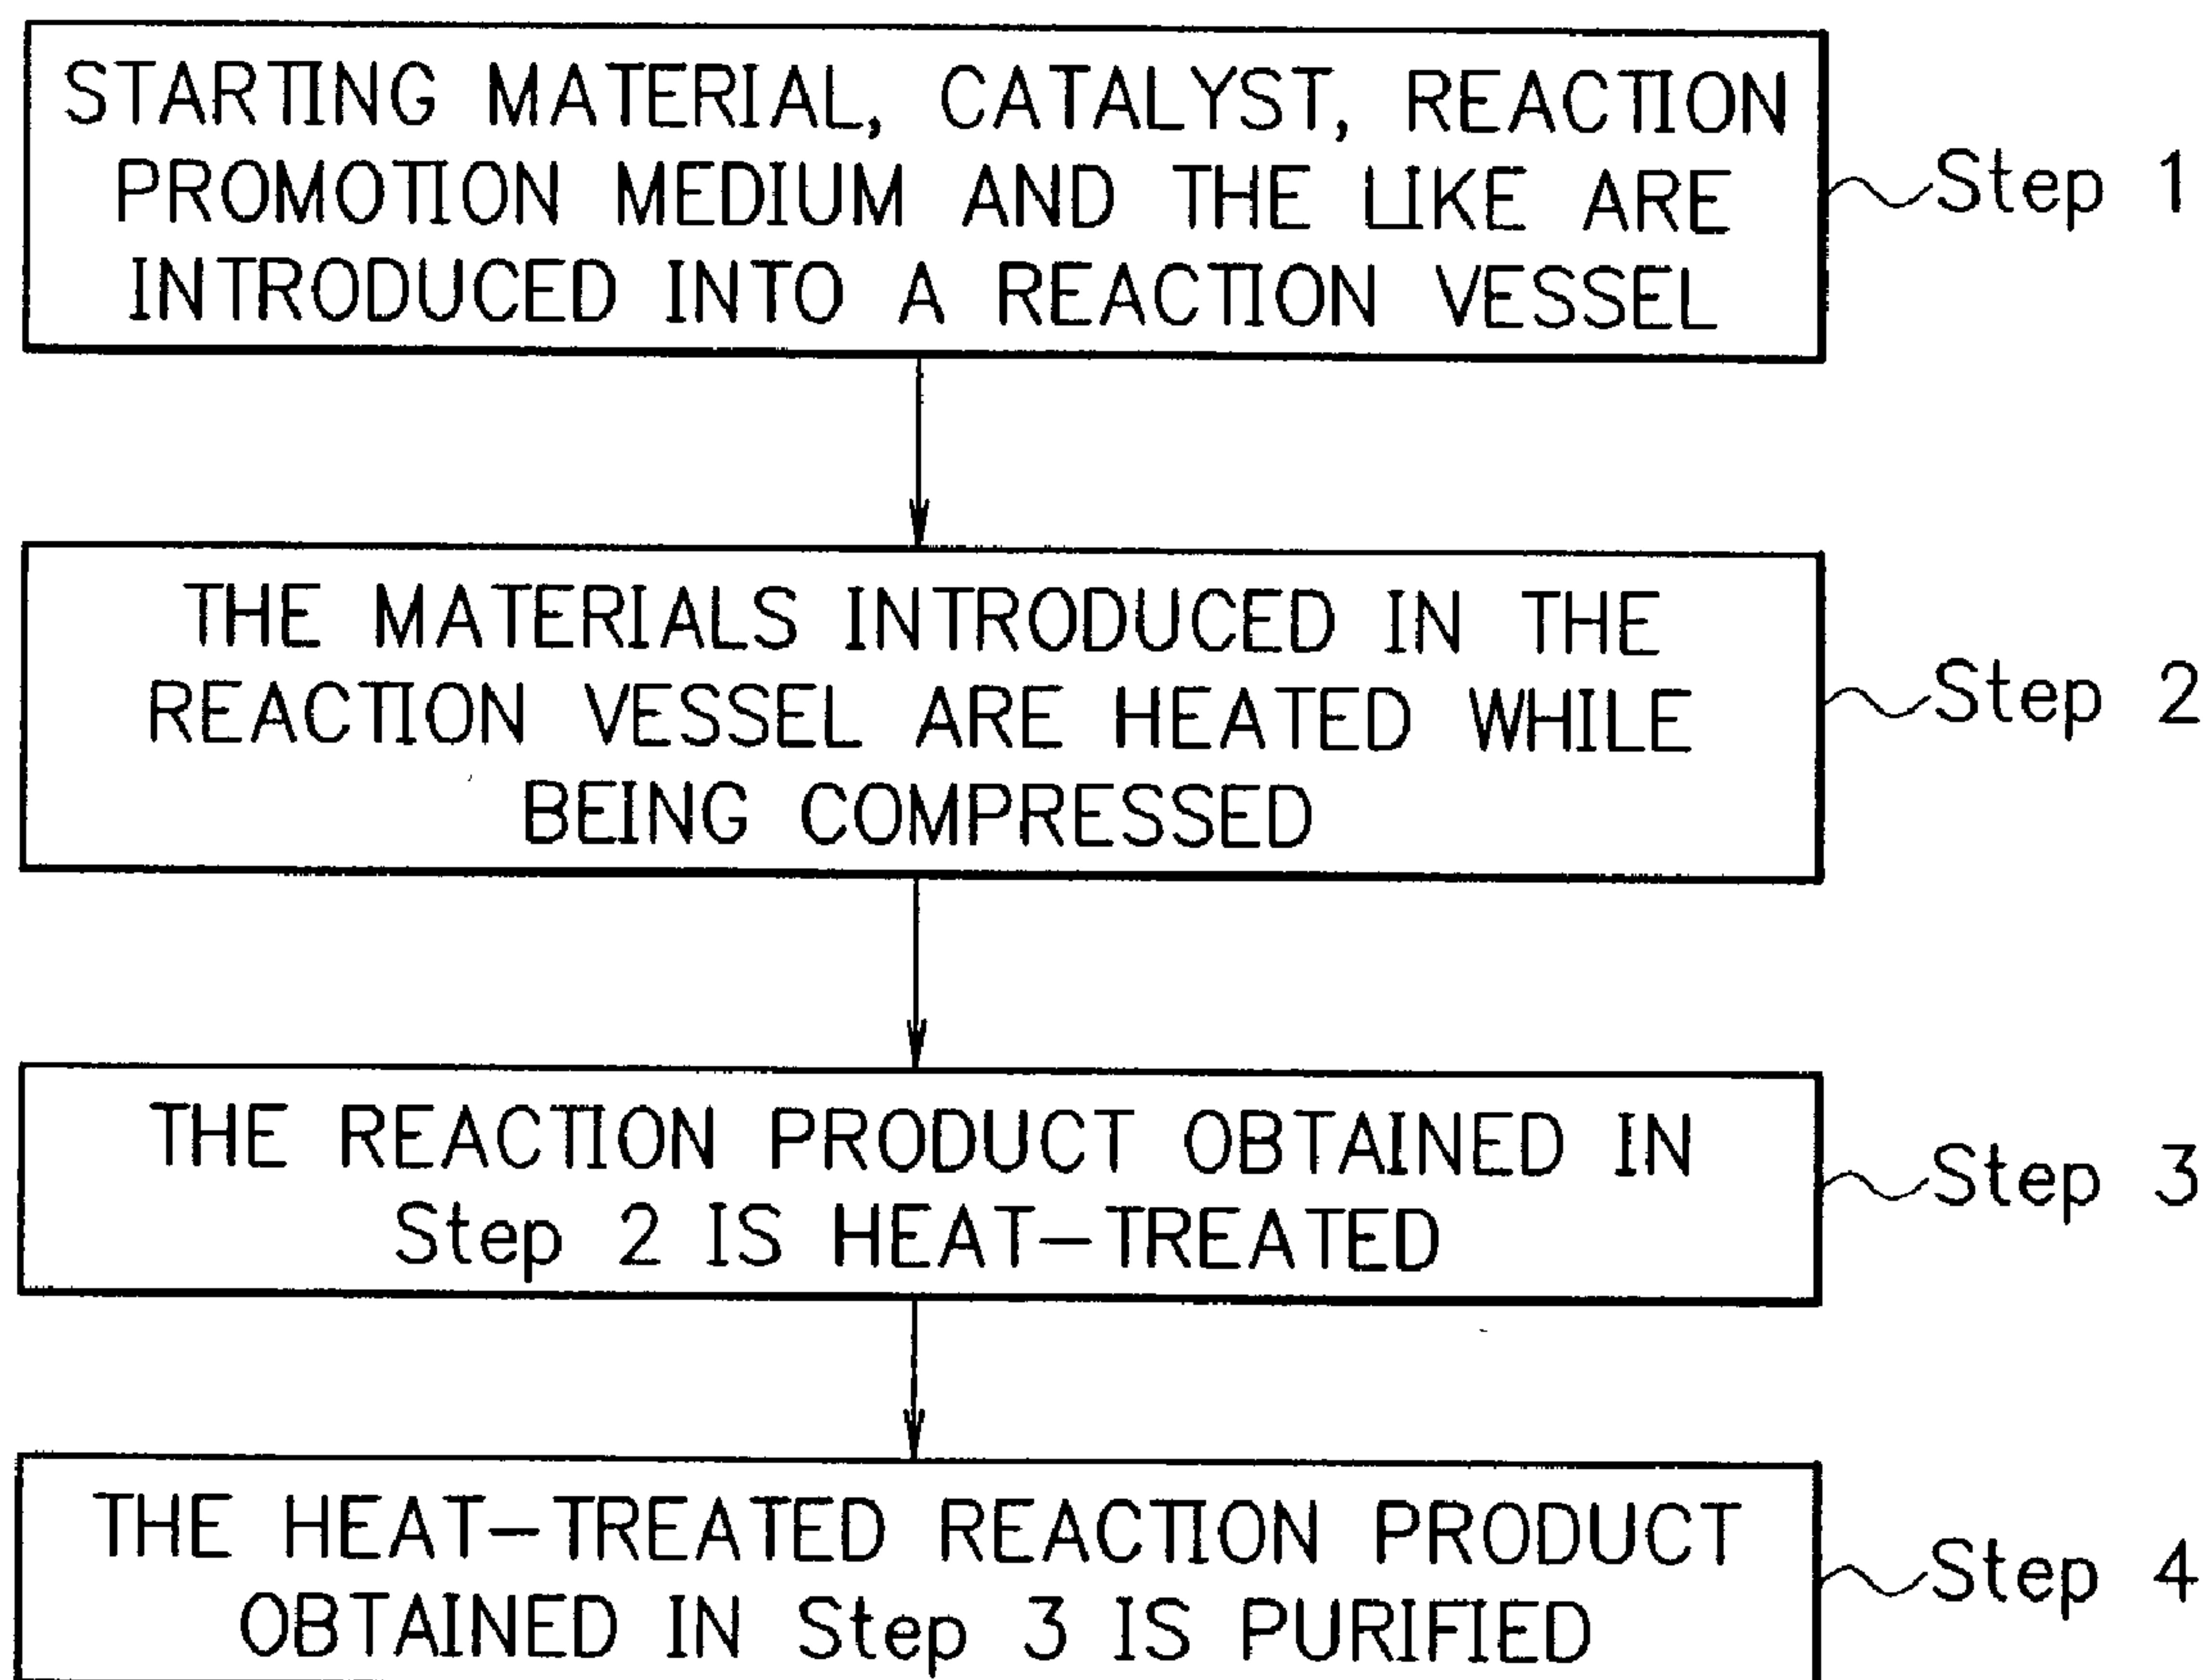 STARTING MATERIAL, CATALYST, REACTION
PROMOTION MEDIUM AND THE LIKE ARE
INTRODUCED INTO A REACTION VESSEL
Step 1
THE MATERIALS INTRODUCED IN THE
REACTION VESSEL ARE HEATED WHILE
BEING COMPRESSED
Step 2
THE REACTION PRODUCT OBTAINED IN
Step 2 IS HEAT-TREATED
Step 3
THE HEAT-TREATED REACTION PRODUCT
OBTAINED IN Step 3 IS PURIFIED
Step 4